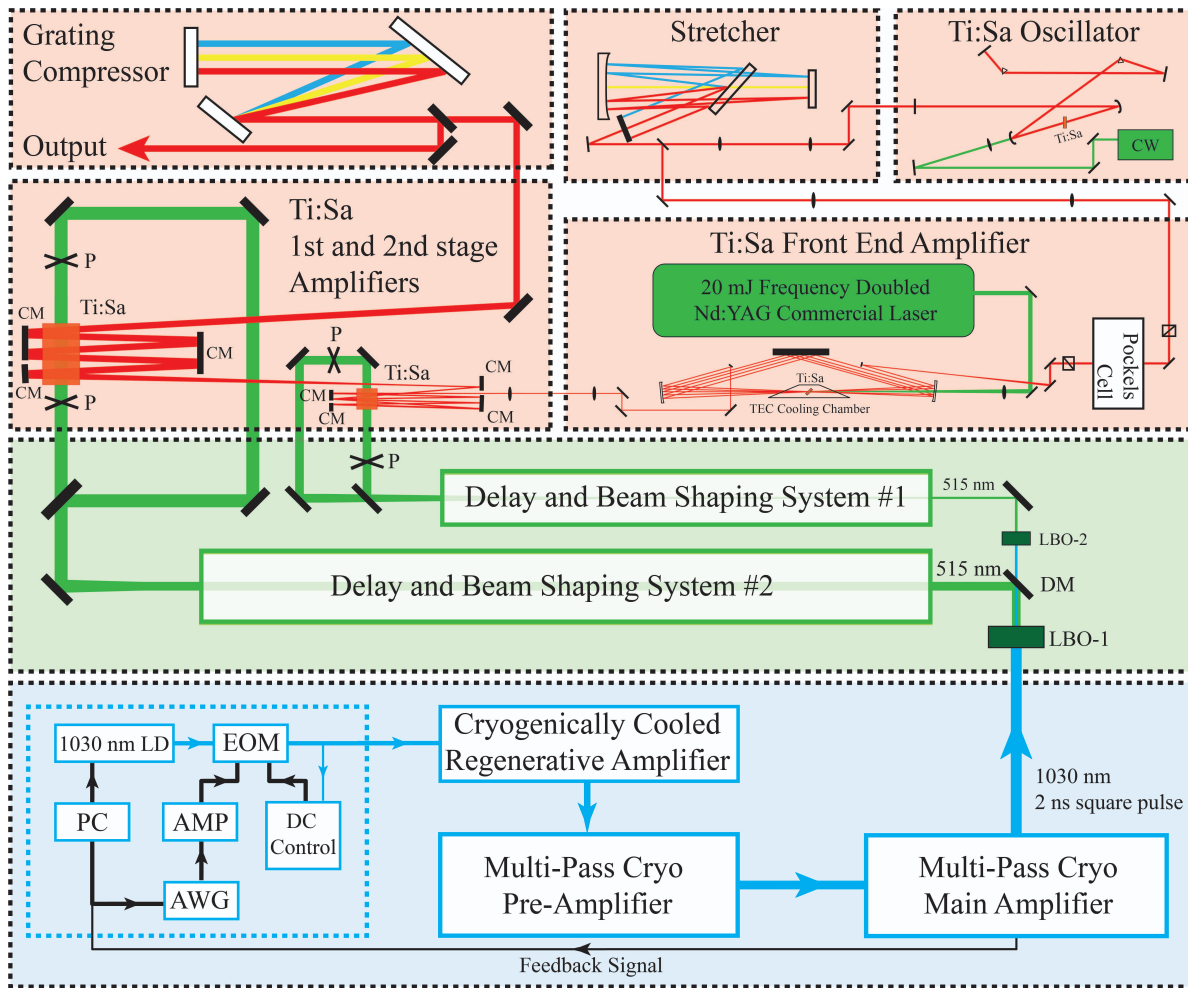 Grating
Compressor
Output
Stretcher
Ti:Sa Oscillator
Ti:Sa
CW
Ti:Sa
1st and 2nd stage
Amplifiers
P
Ti:Sa
CM
CM
CM
P
P
Ti:Sa
CM
CM
CM
CM
P
Ti:Sa Front End Amplifier
20 mJ Frequency Doubled
Nd:YAG Commercial Laser
Ti:Sa
TEC Cooling Chamber
Pockels
Cell
Delay and Beam Shaping System #1
515 nm
LBO-2
Delay and Beam Shaping System #2
515 nm
DM
LBO-1
1030 nm LD
EOM
PC
AMP
DC
Control
AWG
Cryogenically Cooled
Regenerative Amplifier
Multi-Pass Cryo
Pre-Amplifier
1030 nm
2 ns square pulse
Multi-Pass Cryo
Main Amplifier
Feedback Signal